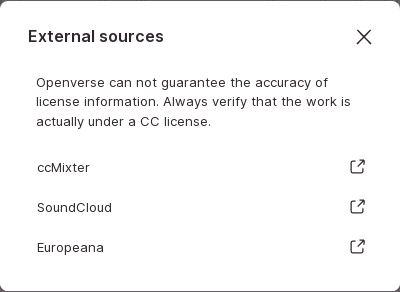 External sources
Openverse can not guarantee the accuracy of
license information. Always verify that the work is
actually under a CC license.
ccMixter
SoundCloud
Europeana